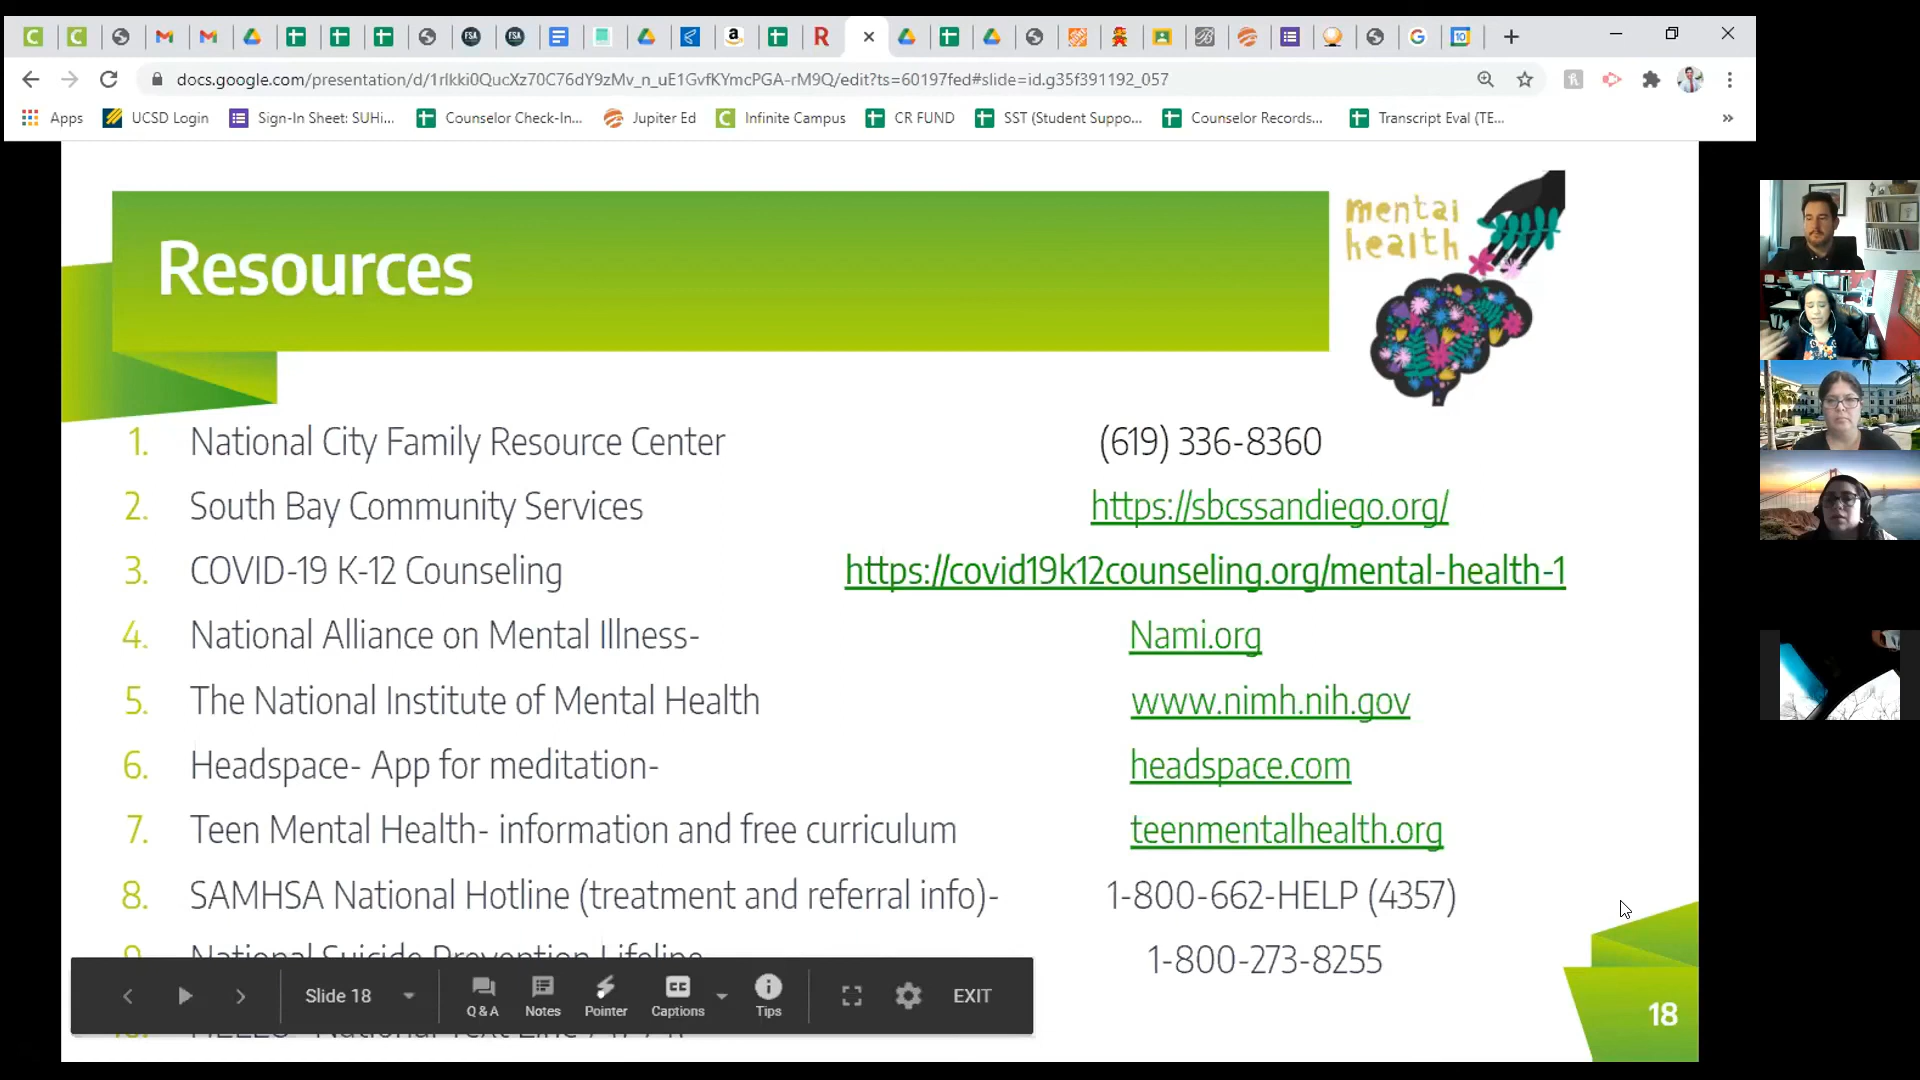 docs.google.com/presentation/d/1rlkki0QucXz70C76dY9zMv_n_uE1GvfKYmcPGA-rM9Q/edit?ts=60197fed#slide=id.g35f391192_057
Apps UCSD Login Sign-In Sheet: SUHi... Counselor Check-In... Jupiter Ed Infinite Campus CR FUND SST (Student Suppo... Counselor Records... Transcript Eval (TE... »
mental
health
Resources
1. National City Family Resource Center (619) 336-8360
2. South Bay Community Services https://sbcssandiego.org/
3. COVID-19 K-12 Counseling https://covid19k12counseling.org/mental-health-1
4. National Alliance on Mental Illness- Nami.org
5. The National Institute of Mental Health www.nimh.nih.gov
6. Headspace- App for meditation- headspace.com
7. Teen Mental Health- information and free curriculum teenmentalhealth.org
8. SAMHSA National Hotline (treatment and referral info)- 1-800-662-HELP (4357)
9. National Suicide Prevention Lifeline 1-800-273-8255
Slide 18 Q & A Notes Pointer Captions Tips EXIT
18